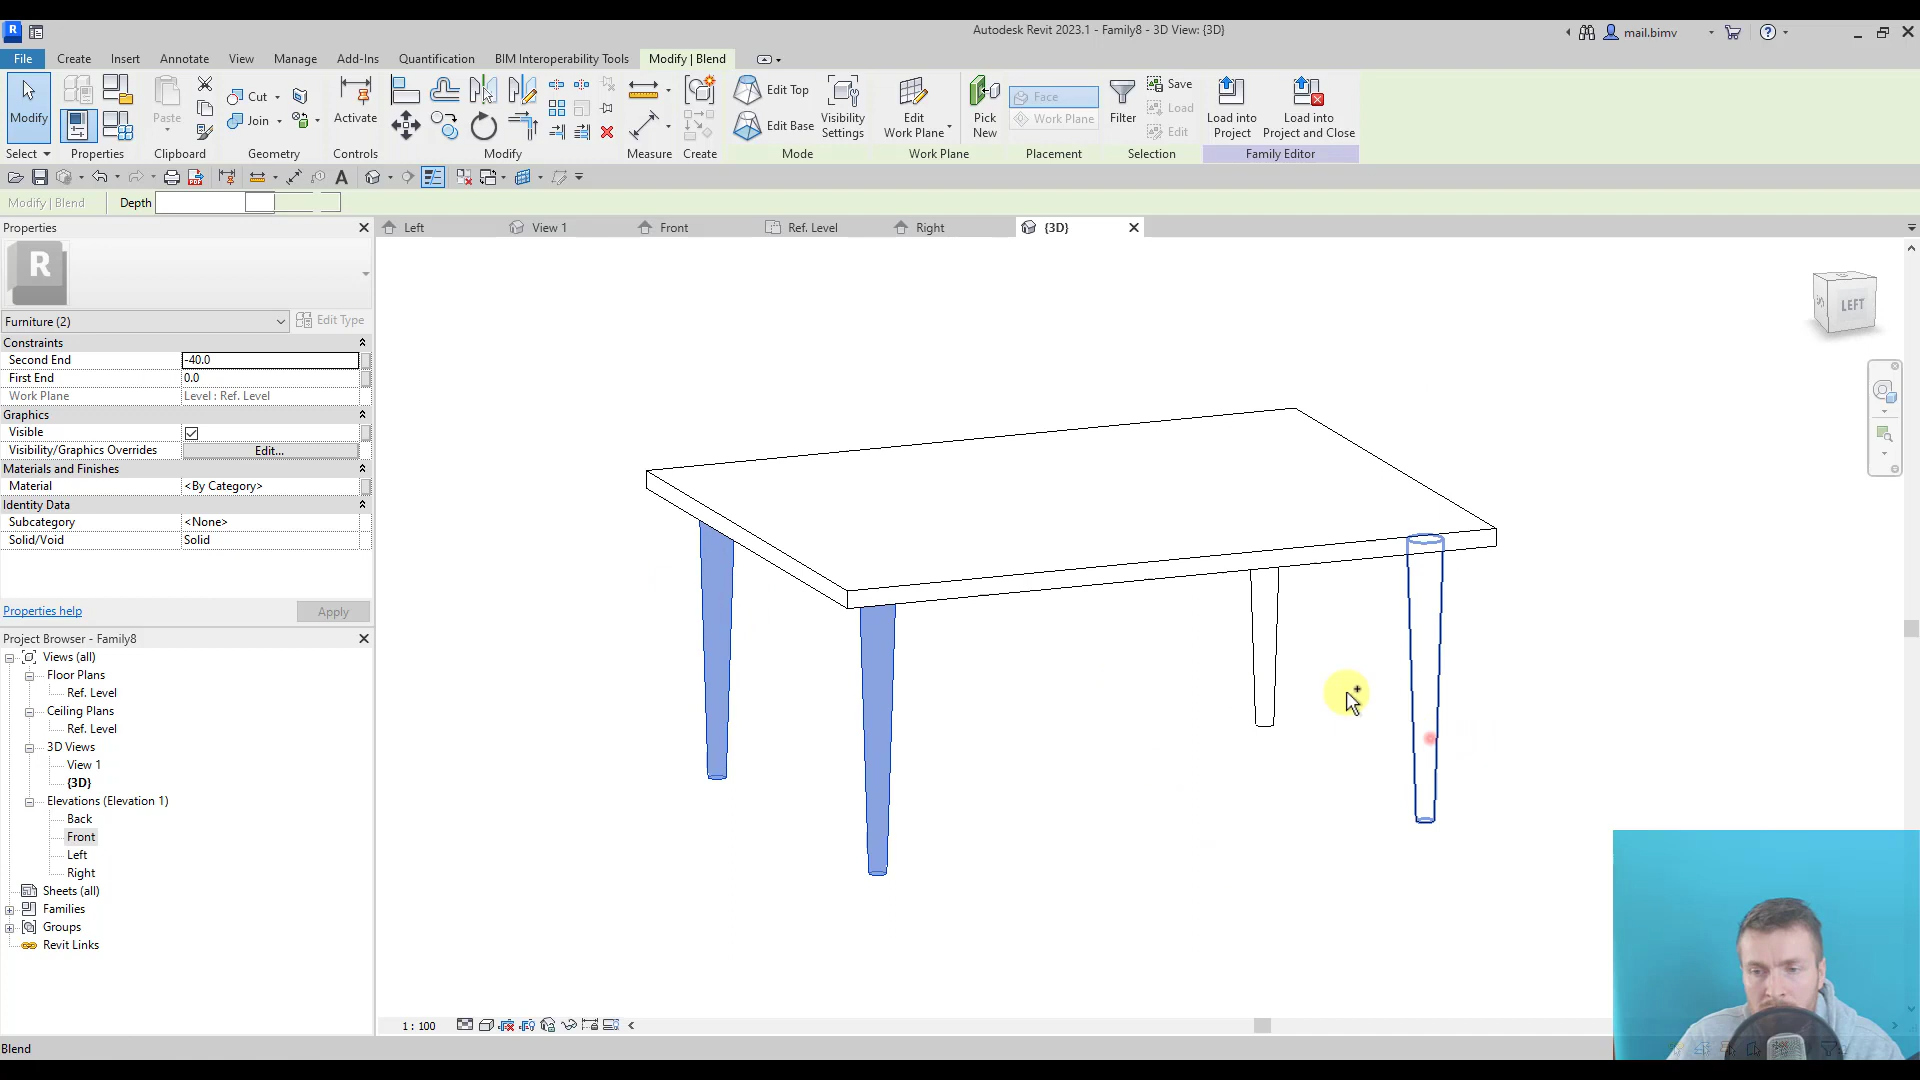 R
Autodesk Revit 2023.1 - Family8 - 3D View: {3D}
mail.bimv
File
Create
Insert
Annotate
View
Manage
Add-Ins
Quantification
BIM Interoperability Tools
Modify | Blend
Modify
Paste
Cut
Join
Activate
Edit Top
Edit Base
Visibility
Settings
Edit
Work Plane
Pick
New
Face
Work Plane
Filter
Save
Load
Edit
Load into
Project
Load into
Project and Close
Select
Properties
Clipboard
Geometry
Controls
Modify
Measure
Create
Mode
Work Plane
Placement
Selection
Family Editor
PDF
A
Modify | Blend
Depth
Properties
Left
View 1
Front
Ref. Level
Right
{3D}
R
LEFT
Furniture (2)
Edit Type
Constraints
Second End -40.0
First End 0.0
Work Plane Level : Ref. Level
Graphics
Visible
Visibility/Graphics Overrides Edit...
Materials and Finishes
Material <By Category>
Identity Data
Subcategory <None>
Solid/Void Solid
Properties help
Apply
Project Browser - Family8
Views (all)
Floor Plans
Ref. Level
Ceiling Plans
Ref. Level
3D Views
View 1
{3D}
Elevations (Elevation 1)
Back
Front
Left
Right
Sheets (all)
Families
Groups
Revit Links
1 : 100
Blend